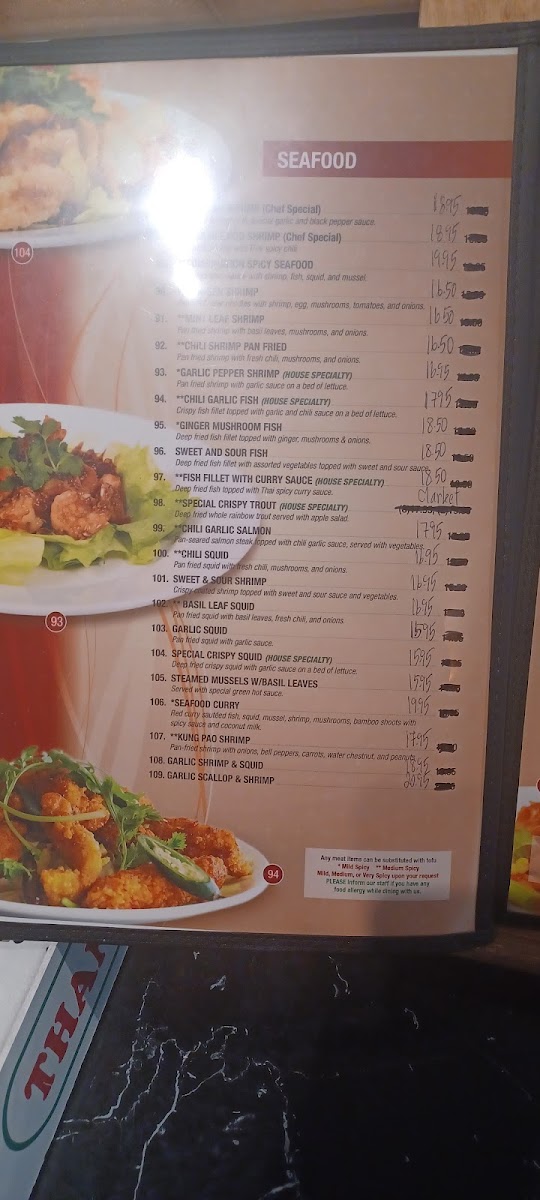 SEAFOOD
(Chef Special) 18.95
garlic and black pepper sauce.
SHRIMP (Chef Special) 18.95
SPICY SEAFOOD 19.95
with shrimp, fish, squid, and mussel.
SHRIMP 16.50
with shrimp, egg, mushrooms, tomatoes, and onions.
91. **MINT LEAF SHRIMP 16.50
Pan fried shrimp with basil leaves, mushrooms, and onions.
92. **CHILI SHRIMP PAN FRIED 16.50
Pan fried shrimp with fresh chili, mushrooms, and onions.
93. *GARLIC PEPPER SHRIMP (HOUSE SPECIALTY) 16.95
Pan fried shrimp with garlic sauce on a bed of lettuce.
94. **CHILI GARLIC FISH (HOUSE SPECIALTY) 17.95
Crispy fish fillet topped with garlic and chili sauce on a bed of lettuce.
95. *GINGER MUSHROOM FISH 18.50
Deep fried fish fillet topped with ginger, mushrooms & onions.
96. SWEET AND SOUR FISH 18.50
Deep fried fish fillet with assorted vegetables topped with sweet and sour sauce.
97. **FISH FILLET WITH CURRY SAUCE (HOUSE SPECIALTY) 18.50
Deep fried fish topped with Thai spicy curry sauce.
98. **SPECIAL CRISPY TROUT (HOUSE SPECIALTY)
Deep fried whole rainbow trout served with apple salad.
99. **CHILI GARLIC SALMON 17.95
Pan-seared salmon steak topped with chili garlic sauce, served with vegetables.
100. **CHILI SQUID 16.95
Pan fried squid with fresh chili, mushrooms, and onions.
101. SWEET & SOUR SHRIMP 16.95
Crispy coated shrimp topped with sweet and sour sauce and vegetables.
102. ** BASIL LEAF SQUID 16.95
Pan fried squid with basil leaves, fresh chili, and onions.
103. GARLIC SQUID 15.95
Pan fried squid with garlic sauce.
104. SPECIAL CRISPY SQUID (HOUSE SPECIALTY) 15.95
Deep fried crispy squid with garlic sauce on a bed of lettuce.
105. STEAMED MUSSELS W/BASIL LEAVES 15.95
Served with special green hot sauce.
106. *SEAFOOD CURRY 19.95
Red curry sautéed fish, squid, mussel, shrimp, mushrooms, bamboo shoots with
spicy sauce and coconut milk.
107. **KUNG PAO SHRIMP 17.95
Pan-fried shrimp with onions, bell peppers, carrots, water chestnut, and peanuts.
108. GARLIC SHRIMP & SQUID 18.95
109. GARLIC SCALLOP & SHRIMP 20.95
Any meat items can be substituted with tofu
* Mild Spicy ** Medium Spicy
Mild, Medium, or Very Spicy upon your request
PLEASE inform our staff if you have any
food allergy while dining with us.
104
93
94
THA